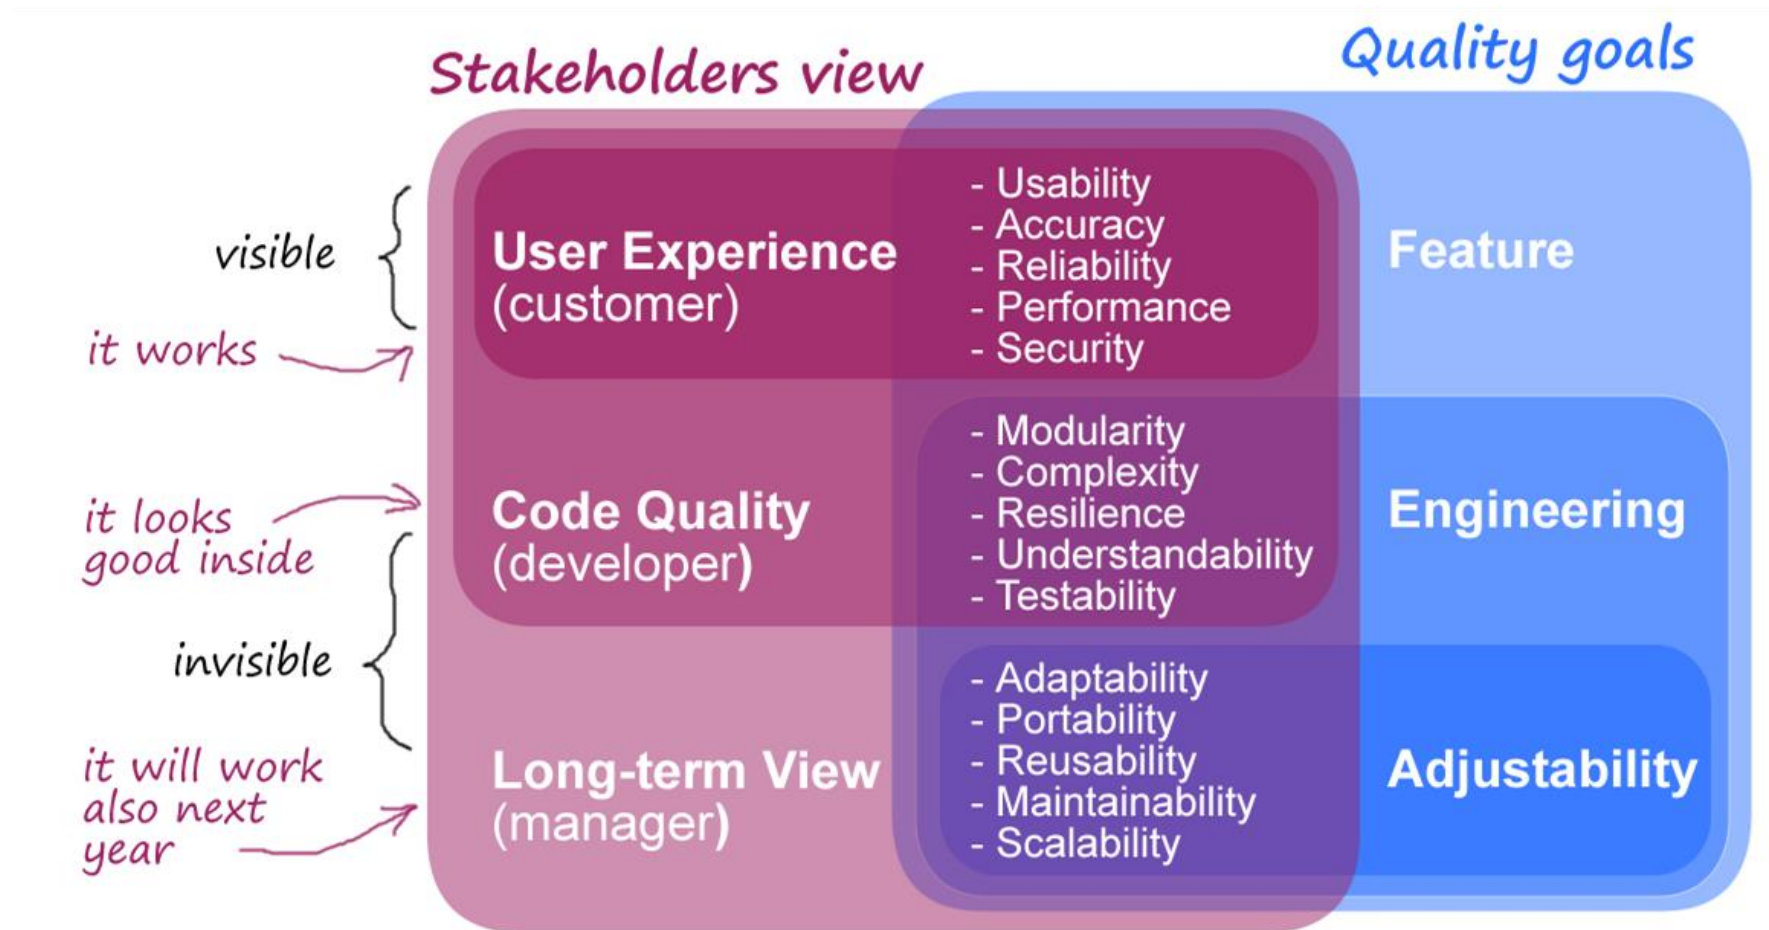 Stakeholders view
Quality goals
visible
it works
it looks
good inside
invisible
it will work
also next
year
User Experience
(customer)
- Usability
- Accuracy
- Reliability
- Performance
- Security
Feature
Code Quality
(developer)
- Modularity
- Complexity
- Resilience
- Understandability
- Testability
Engineering
Long-term View
(manager)
- Adaptability
- Portability
- Reusability
- Maintainability
- Scalability
Adjustability